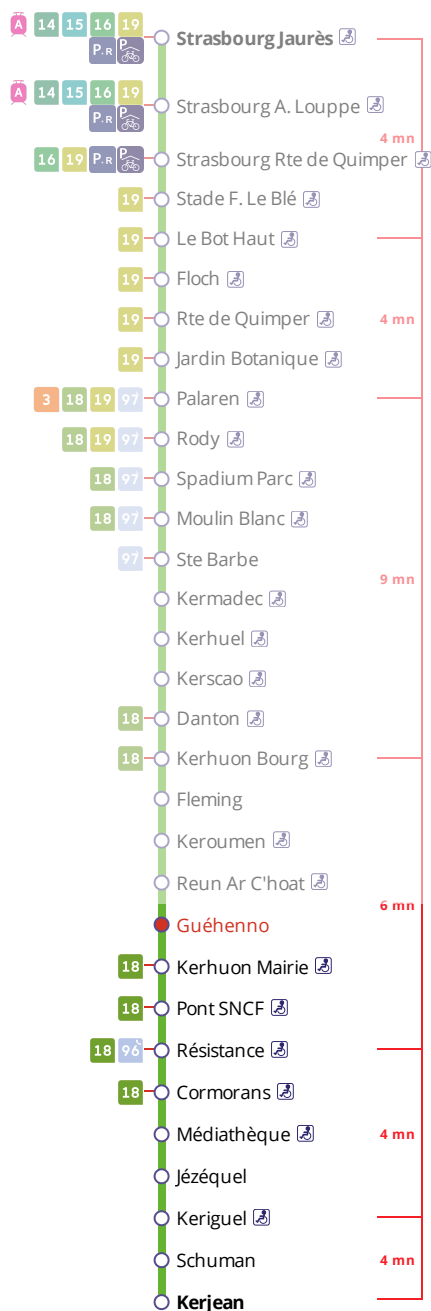 A 14 15 16 19 Strasbourg Jaurès
P+R P
A 14 15 16 19 Strasbourg A. Louppe
P+R P
4 mn
16 19 P+R P Strasbourg Rte de Quimper
19 Stade F. Le Blé
19 Le Bot Haut
19 Floch
19 Rte de Quimper 4 mn
19 Jardin Botanique
3 18 19 97 Palaren
18 19 97 Rody
18 97 Spadium Parc
18 97 Moulin Blanc
97 Ste Barbe
9 mn
Kermadec
Kerhuel
Kerscao
18 Danton
18 Kerhuon Bourg
Fleming
Keroumen
Reun Ar C'hoat
6 mn
Guéhenno
18 Kerhuon Mairie
18 Pont SNCF
18 96 Résistance
18 Cormorans
Médiathèque 4 mn
Jézéquel
Keriguel
Schuman 4 mn
Kerjean